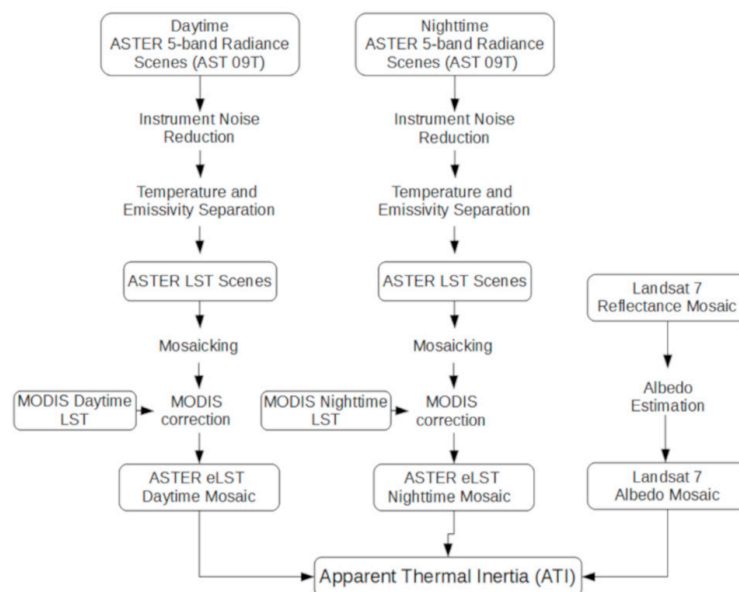 Daytime
ASTER 5-band Radiance
Scenes (AST 09T)
Instrument Noise
Reduction
Temperature and
Emissivity Separation
ASTER LST Scenes
Mosaicking
MODIS Daytime
LST
MODIS
correction
ASTER eLST
Daytime Mosaic
Nighttime
ASTER 5-band Radiance
Scenes (AST 09T)
Instrument Noise
Reduction
Temperature and
Emissivity Separation
ASTER LST Scenes
Mosaicking
MODIS Nighttime
LST
MODIS
correction
ASTER eLST
Nighttime Mosaic
Landsat 7
Reflectance Mosaic
Albedo
Estimation
Landsat 7
Albedo Mosaic
Apparent Thermal Inertia (ATI)